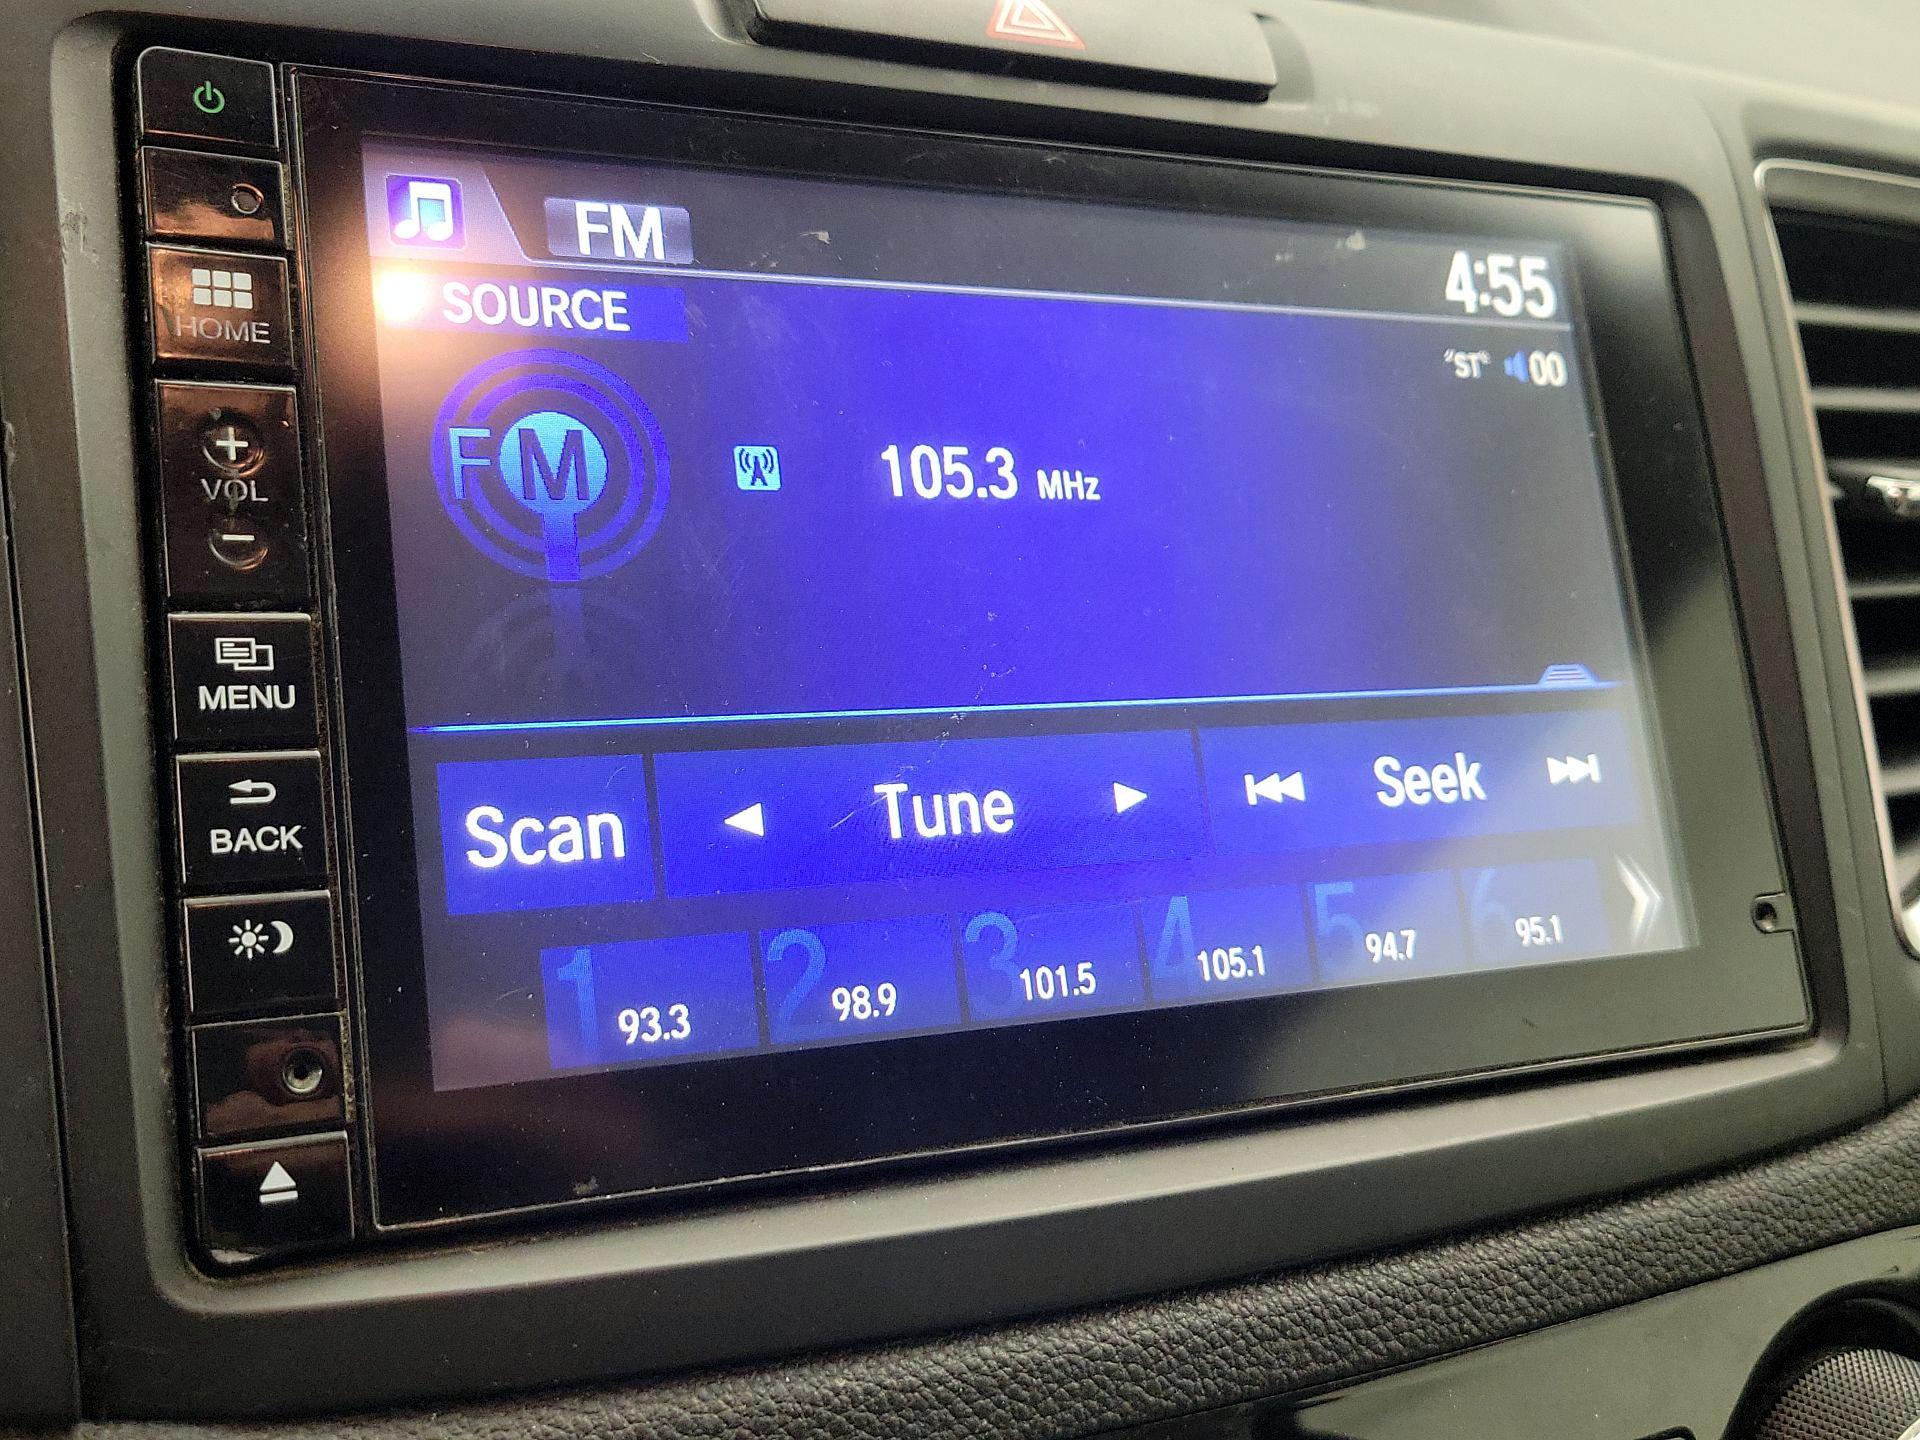 FM
4:55
SOURCE
"ST" 00
FM
105.3 MHz
Scan
Tune
Seek
1 93.3
2 98.9
3 101.5
4 105.1
5 94.7
6 95.1
HOME
+
VOL
−
MENU
BACK